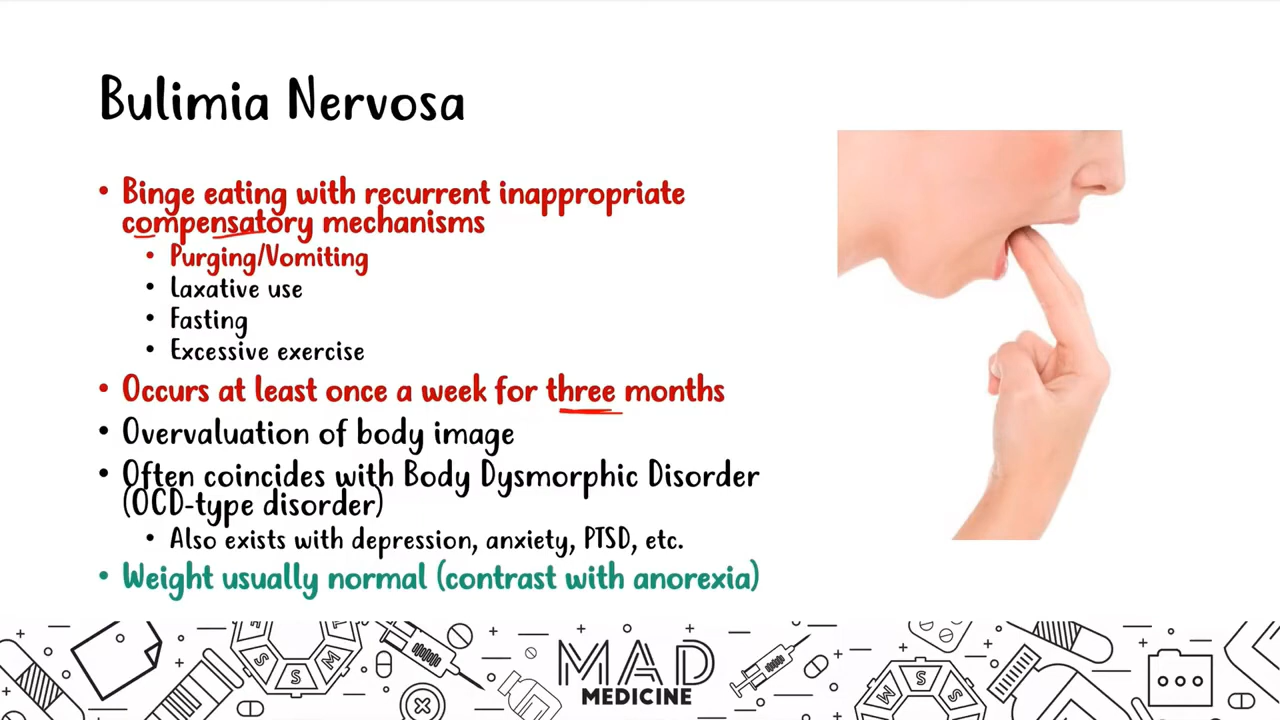 Bulimia Nervosa
• Binge eating with recurrent inappropriate
compensatory mechanisms
• Purging/Vomiting
• Laxative use
• Fasting
• Excessive exercise
• Occurs at least once a week for three months
• Overvaluation of body image
• Often coincides with Body Dysmorphic Disorder
(OCD-type disorder)
• Also exists with depression, anxiety, PTSD, etc.
• Weight usually normal (contrast with anorexia)
S S M
MAD
MEDICINE
M S S